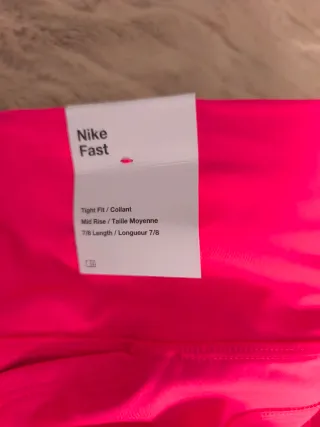 Nike
Fast
Tight Fit / Collant
Mid Rise / Taille Moyenne
7/8 Length / Longueur 7/8